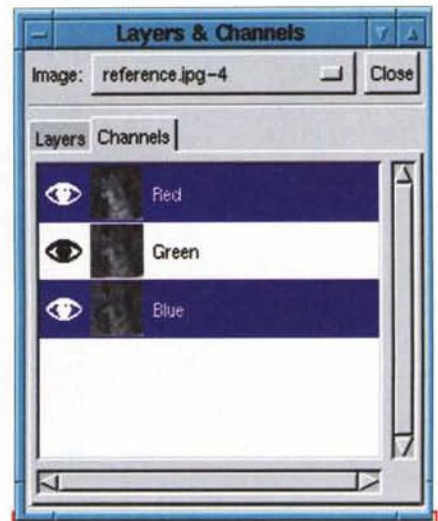 Layers & Channels
Image: reference.jpg-4 Close
Layers Channels
Red
Green
Blue